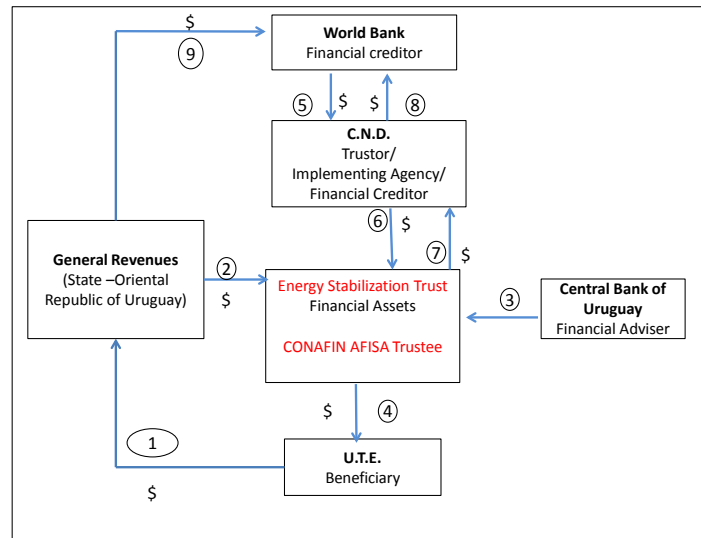 $
9
World Bank
Financial creditor
5
$
$
8
C.N.D.
Trustor/
Implementing Agency/
Financial Creditor
6
$
7
$
General Revenues
(State –Oriental
Republic of Uruguay)
2
$
Energy Stabilization Trust
Financial Assets
CONAFIN AFISA Trustee
3
Central Bank of
Uruguay
Financial Adviser
$
4
1
$
U.T.E.
Beneficiary